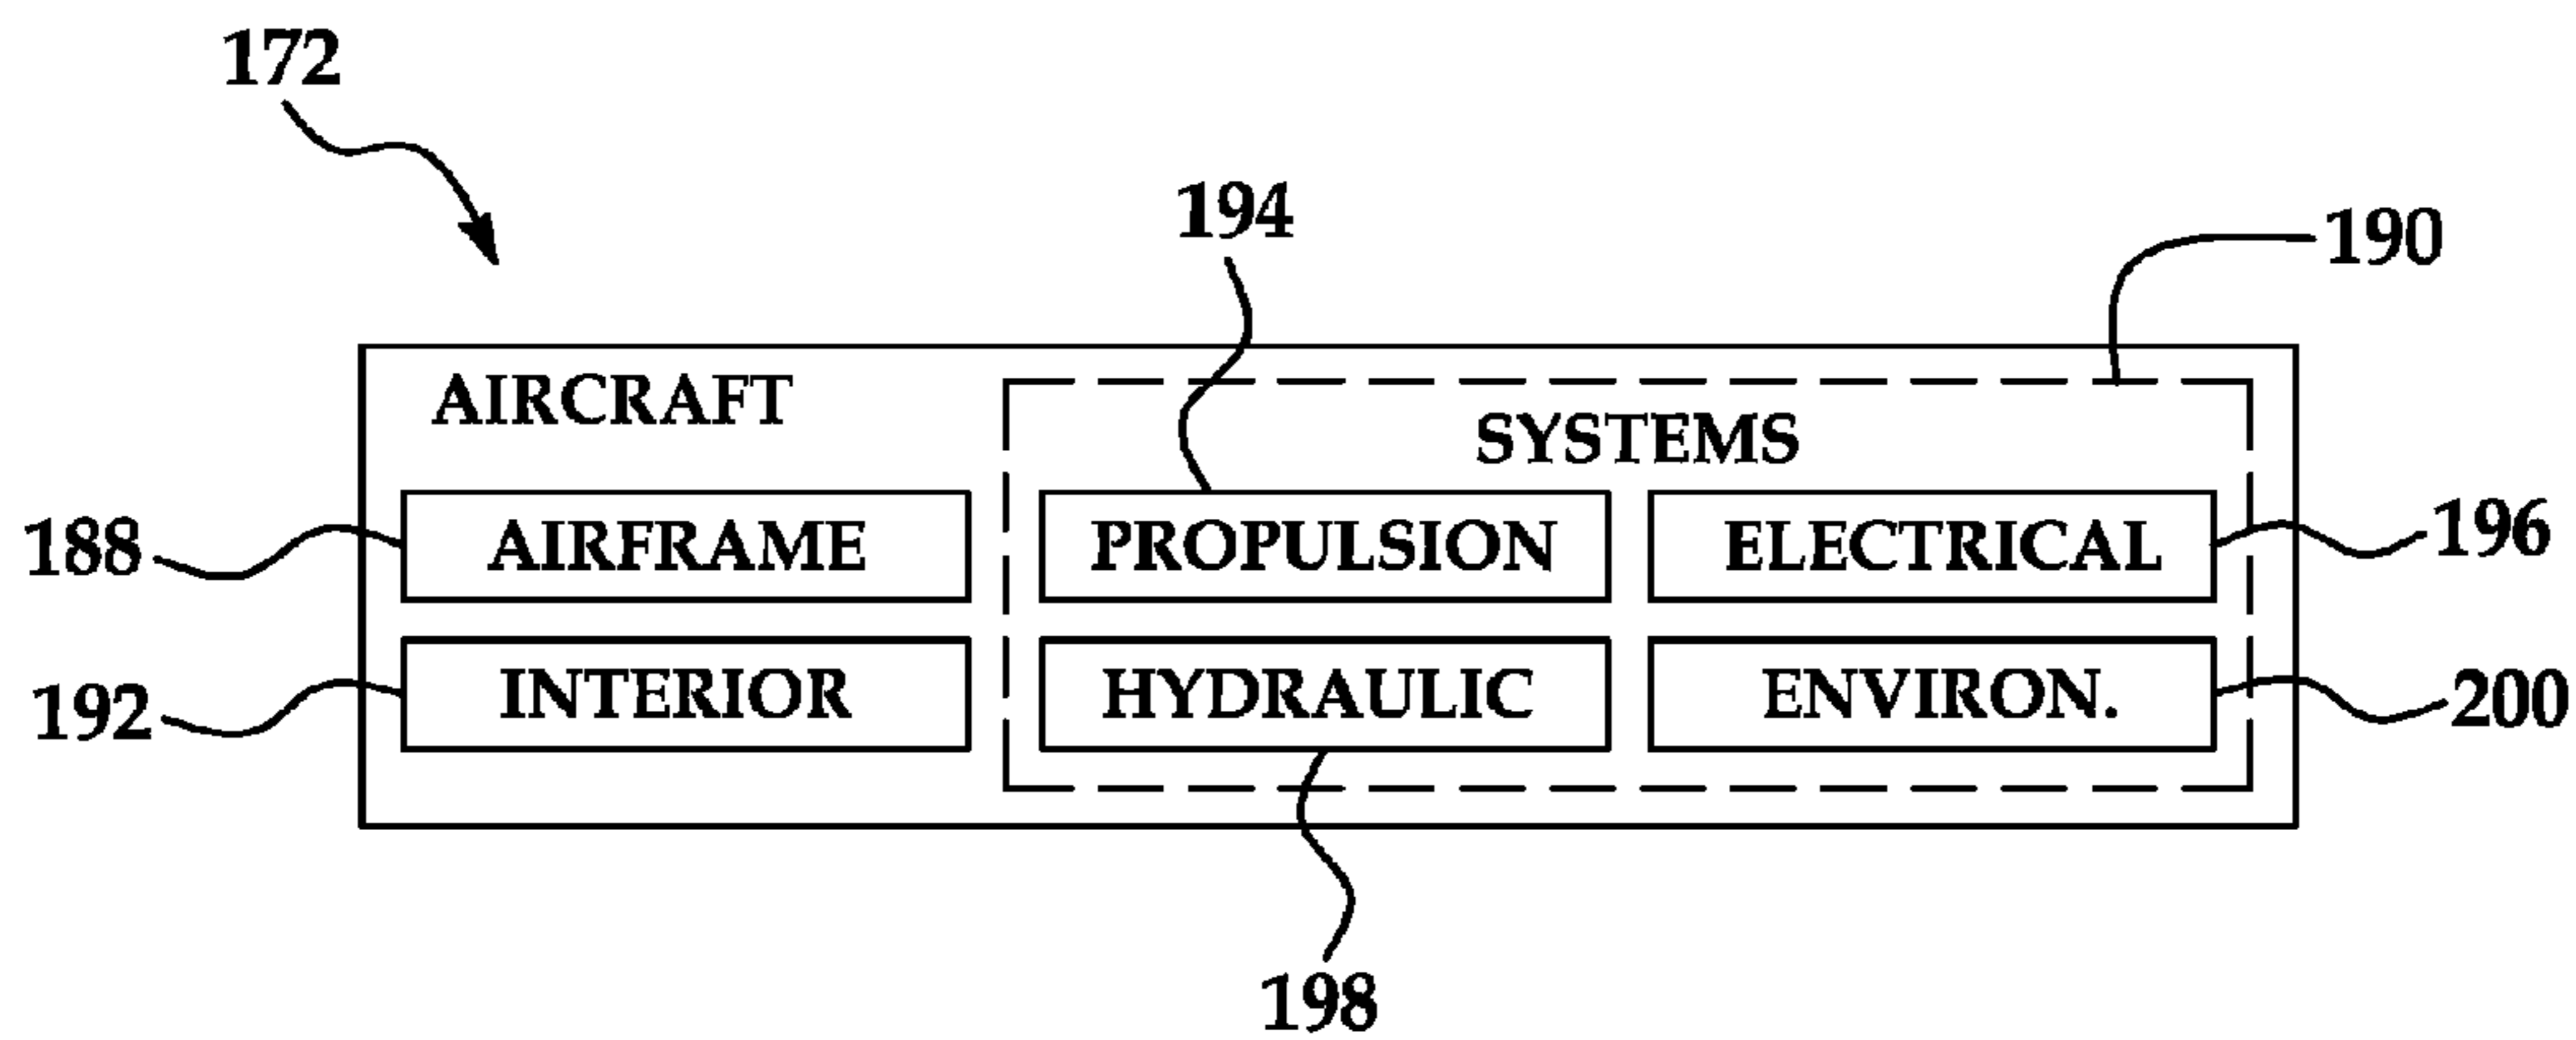 172
194
190
AIRCRAFT
SYSTEMS
188 AIRFRAME PROPULSION ELECTRICAL 196
192 INTERIOR HYDRAULIC ENVIRON. 200
198